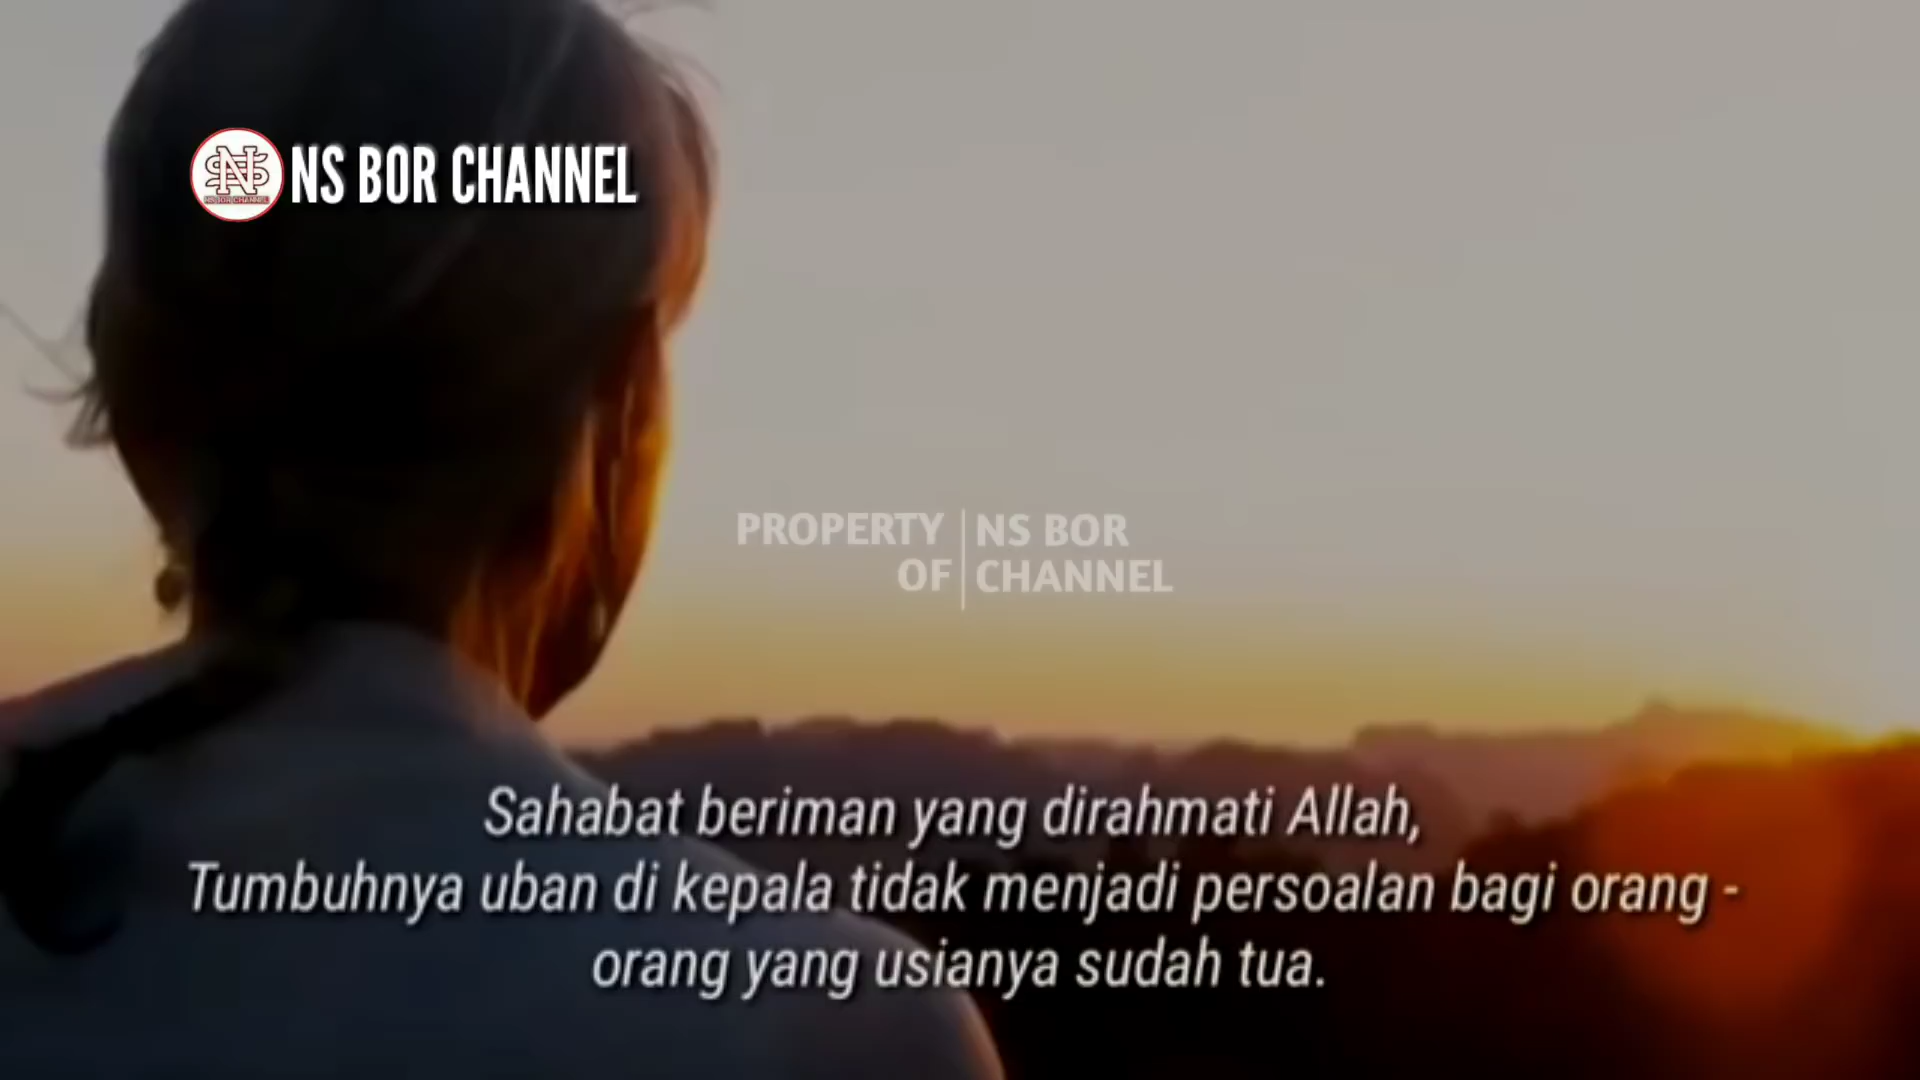 NS BOR CHANNEL
PROPERTY OF
NS BOR CHANNEL
Sahabat beriman yang dirahmati Allah,
Tumbuhnya uban di kepala tidak menjadi persoalan bagi orang -
orang yang usianya sudah tua.